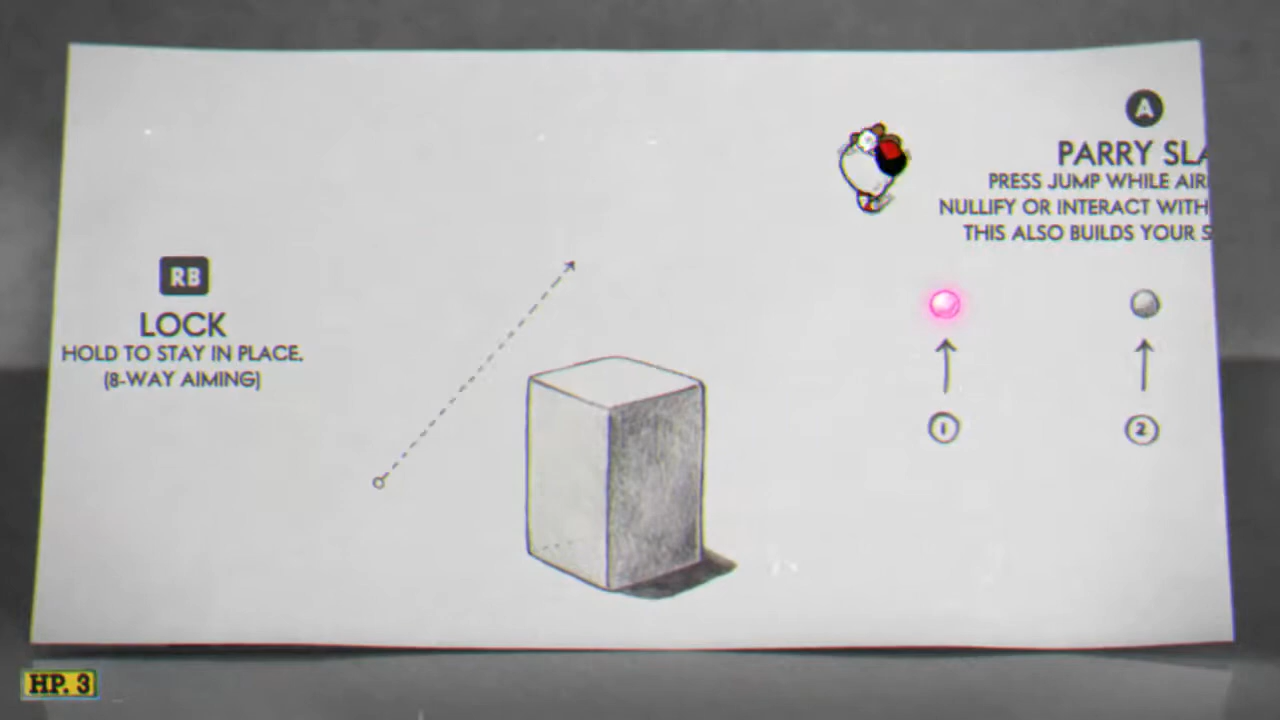 RB
LOCK
HOLD TO STAY IN PLACE.
(8-WAY AIMING)
A
PARRY SLA
PRESS JUMP WHILE AIR
NULLIFY OR INTERACT WITH
THIS ALSO BUILDS YOUR S
1
2
HP. 3